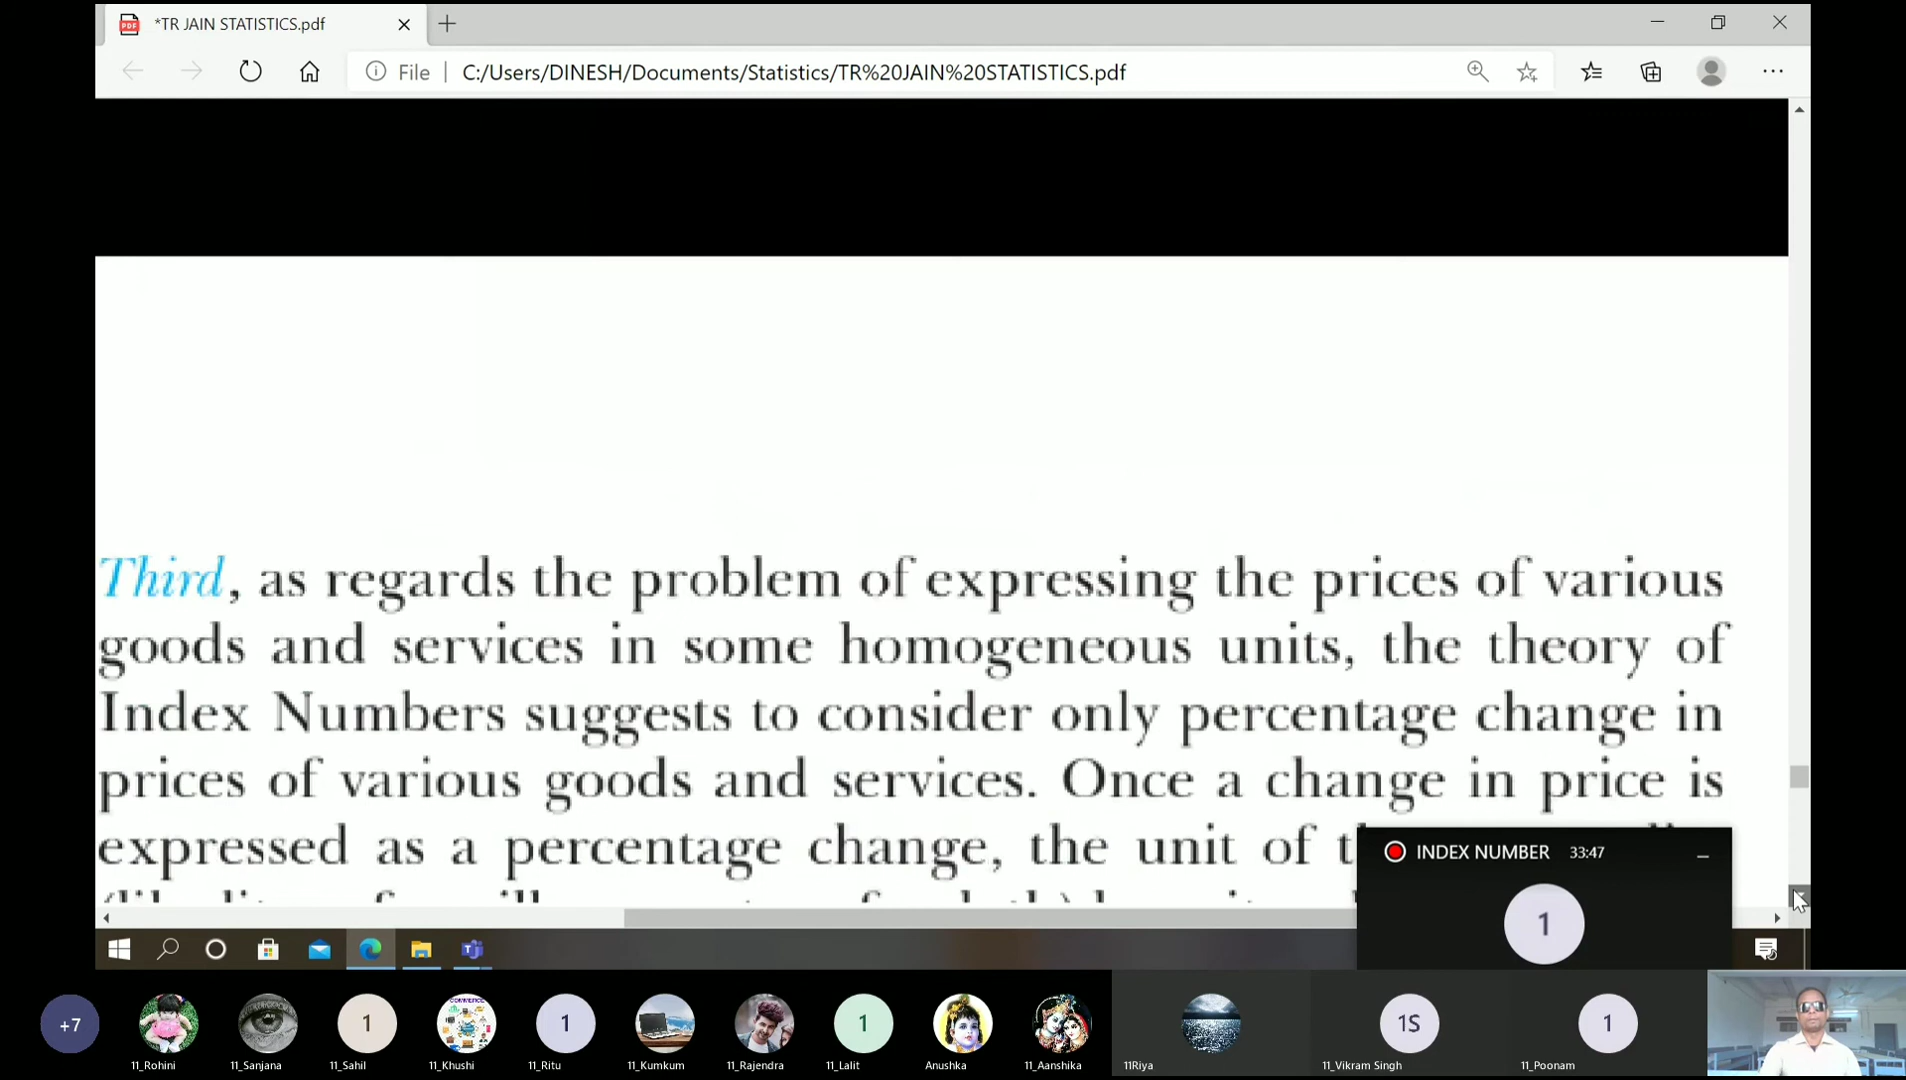 *TR JAIN STATISTICS.pdf
File | C:/Users/DINESH/Documents/Statistics/TR%20JAIN%20STATISTICS.pdf
Third, as regards the problem of expressing the prices of various
goods and services in some homogeneous units, the theory of
Index Numbers suggests to consider only percentage change in
prices of various goods and services. Once a change in price is
expressed as a percentage change, the unit of
INDEX NUMBER 33:47
1
+7
1
1
1
1S
1
11_Rohini
11_Sanjana
11_Sahil
11_Khushi
11_Ritu
11_Kumkum
11_Rajendra
11_Lalit
Anushka
11_Aanshika
11Riya
11_Vikram Singh
11_Poonam